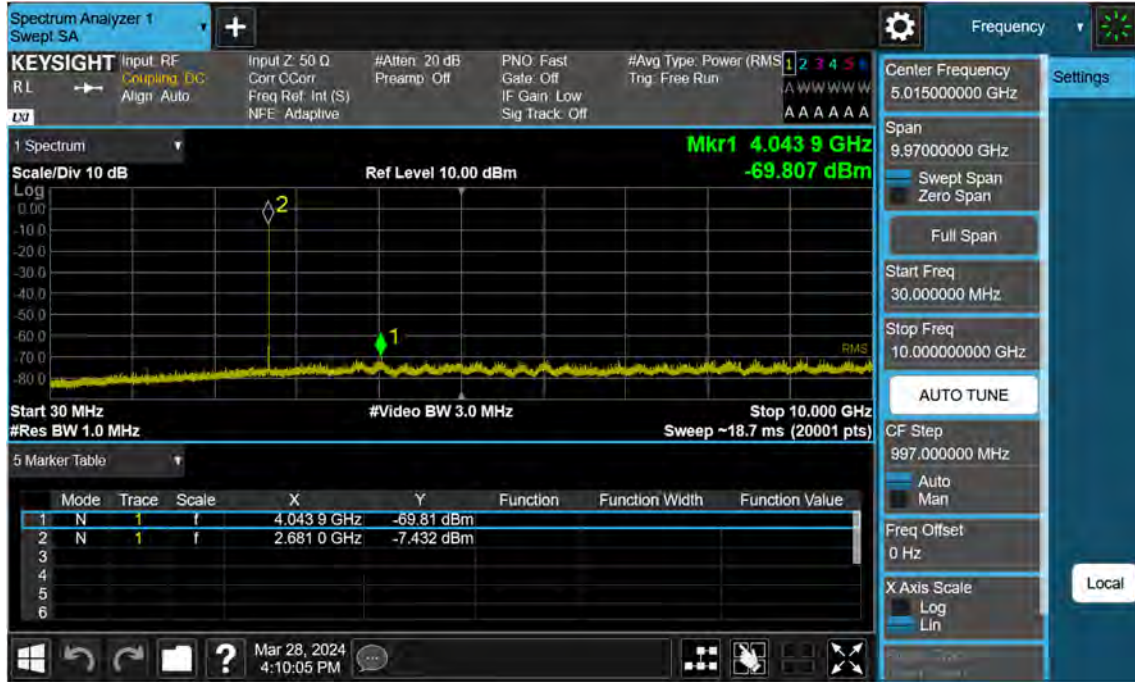 Spectrum Analyzer 1
Swept SA
Frequency
KEYSIGHT
RL
LXI
Input: RF
Coupling: DC
Align: Auto
Input Z: 50 Ω
Corr CCorr
Freq Ref: Int (S)
NFE: Adaptive
#Atten: 20 dB
Preamp: Off
PNO: Fast
Gate: Off
IF Gain: Low
Sig Track: Off
#Avg Type: Power (RMS
Trig: Free Run
1 2 3 4 5 6
A W W W W W
A A A A A A
1 Spectrum
Scale/Div 10 dB
Ref Level 10.00 dBm
Mkr1 4.043 9 GHz
-69.807 dBm
Log
0.00
-10.0
-20.0
-30.0
-40.0
-50.0
-60.0
-70.0
-80.0
2
1
RMS
Start 30 MHz
#Video BW 3.0 MHz
Stop 10.000 GHz
#Res BW 1.0 MHz
Sweep ~18.7 ms (20001 pts)
5 Marker Table
Mode Trace Scale X Y Function Function Width Function Value
1 N 1 f 4.043 9 GHz -69.81 dBm
2 N 1 f 2.681 0 GHz -7.432 dBm
3
4
5
6
Mar 28, 2024
4:10:05 PM
Center Frequency
5.015000000 GHz
Settings
Span
9.97000000 GHz
Swept Span
Zero Span
Full Span
Start Freq
30.000000 MHz
Stop Freq
10.000000000 GHz
AUTO TUNE
CF Step
997.000000 MHz
Auto
Man
Freq Offset
0 Hz
X Axis Scale
Log
Lin
Local